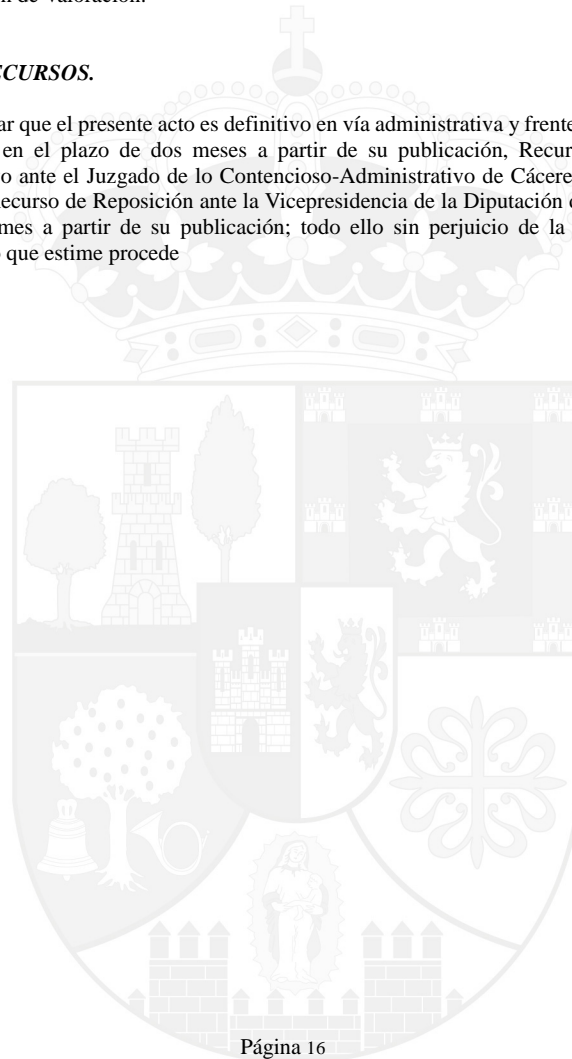 n de Valoración.
ECURSOS.
ar que el presente acto es definitivo en vía administrativa y frente
en el plazo de dos meses a partir de su publicación, Recur
o ante el Juzgado de lo Contencioso-Administrativo de Cácere
ecurso de Reposición ante la Vicepresidencia de la Diputación
mes a partir de su publicación; todo ello sin perjuicio de la
que estime procede
Página 16